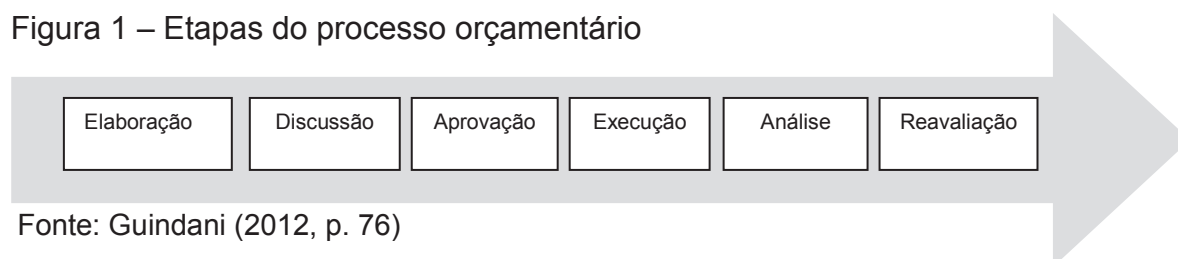 Figura 1 – Etapas do processo orçamentário
Elaboração
Discussão
Aprovação
Execução
Análise
Reavaliação
Fonte: Guindani (2012, p. 76)